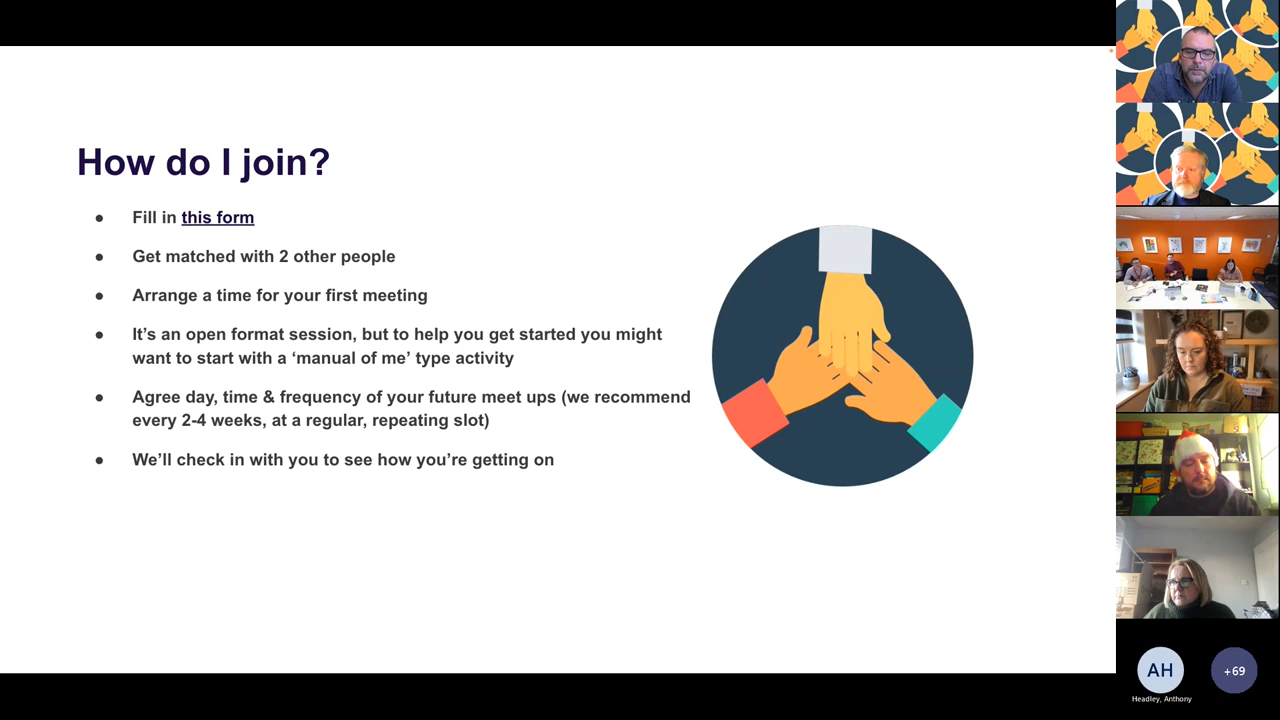 How do I join?
● Fill in this form
● Get matched with 2 other people
● Arrange a time for your first meeting
● It’s an open format session, but to help you get started you might
want to start with a ‘manual of me’ type activity
● Agree day, time & frequency of your future meet ups (we recommend
every 2-4 weeks, at a regular, repeating slot)
● We’ll check in with you to see how you’re getting on
AH
+69
Headley, Anthony